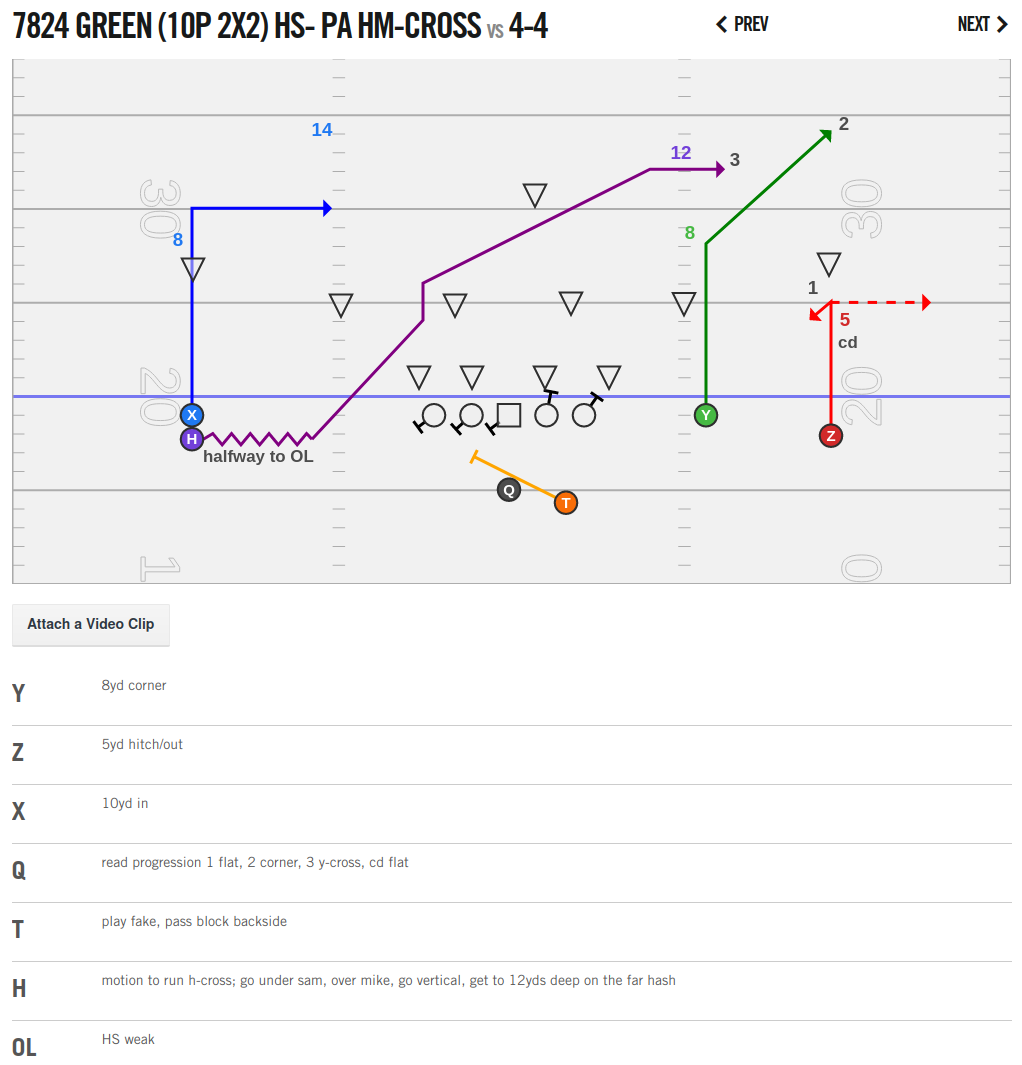 7824 GREEN (10P 2X2) HS- PA HM-CROSS VS 4-4
PREV
NEXT
14
12
3
2
8
8
30
30
1
5
cd
20
20
X
H
halfway to OL
Y
Z
Q
T
1
0
Attach a Video Clip
Y 8yd corner
Z 5yd hitch/out
X 10yd in
Q read progression 1 flat, 2 corner, 3 y-cross, cd flat
T play fake, pass block backside
H motion to run h-cross; go under sam, over mike, go vertical, get to 12yds deep on the far hash
OL HS weak